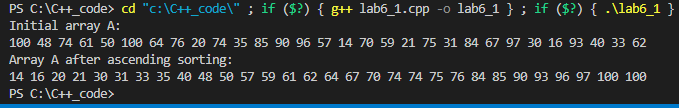 PS C:\C++_code> cd "c:\C++_code\" ; if ($?) { g++ lab6_1.cpp -o lab6_1 } ; if ($?) { .\lab6_1 }
Initial array A:
100 48 74 61 50 100 64 76 20 74 35 85 90 96 57 14 70 59 21 75 31 84 67 97 30 16 93 40 33 62
Array A after ascending sorting:
14 16 20 21 30 31 33 35 40 48 50 57 59 61 62 64 67 70 74 74 75 76 84 85 90 93 96 97 100 100
PS C:\C++_code>